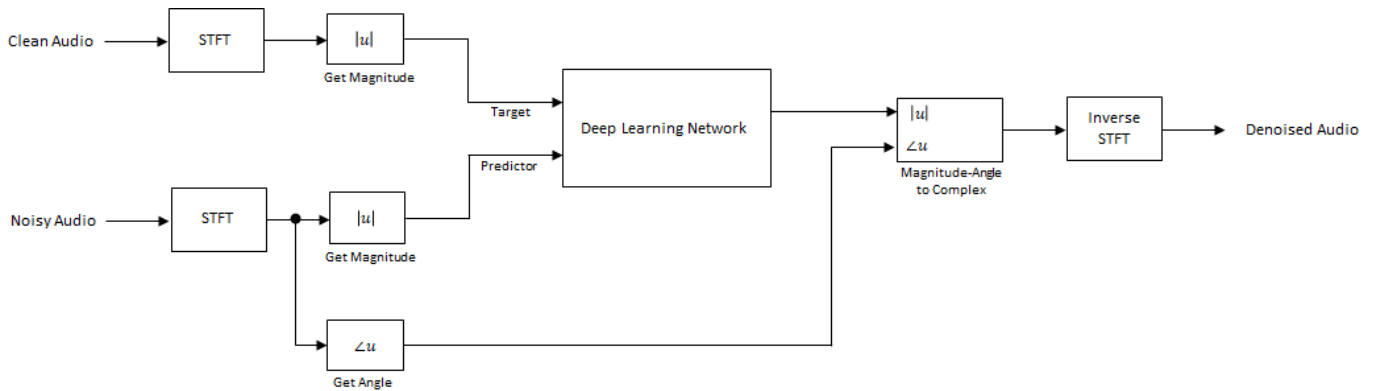 Clean Audio
STFT
|u|
Get Magnitude
Target
Deep Learning Network
Predictor
|u|
∠u
Magnitude-Angle
to Complex
Inverse
STFT
Denoised Audio
Noisy Audio
STFT
|u|
Get Magnitude
∠u
Get Angle